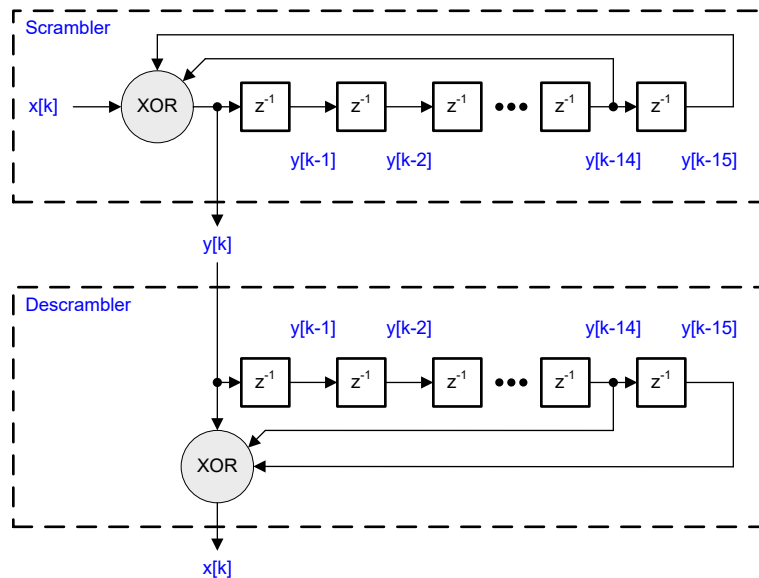 Scrambler
x[k]
XOR
z⁻¹
z⁻¹
z⁻¹
z⁻¹
z⁻¹
y[k-1]
y[k-2]
y[k-14]
y[k-15]
y[k]
Descrambler
y[k-1]
y[k-2]
y[k-14]
y[k-15]
z⁻¹
z⁻¹
z⁻¹
z⁻¹
z⁻¹
XOR
x[k]